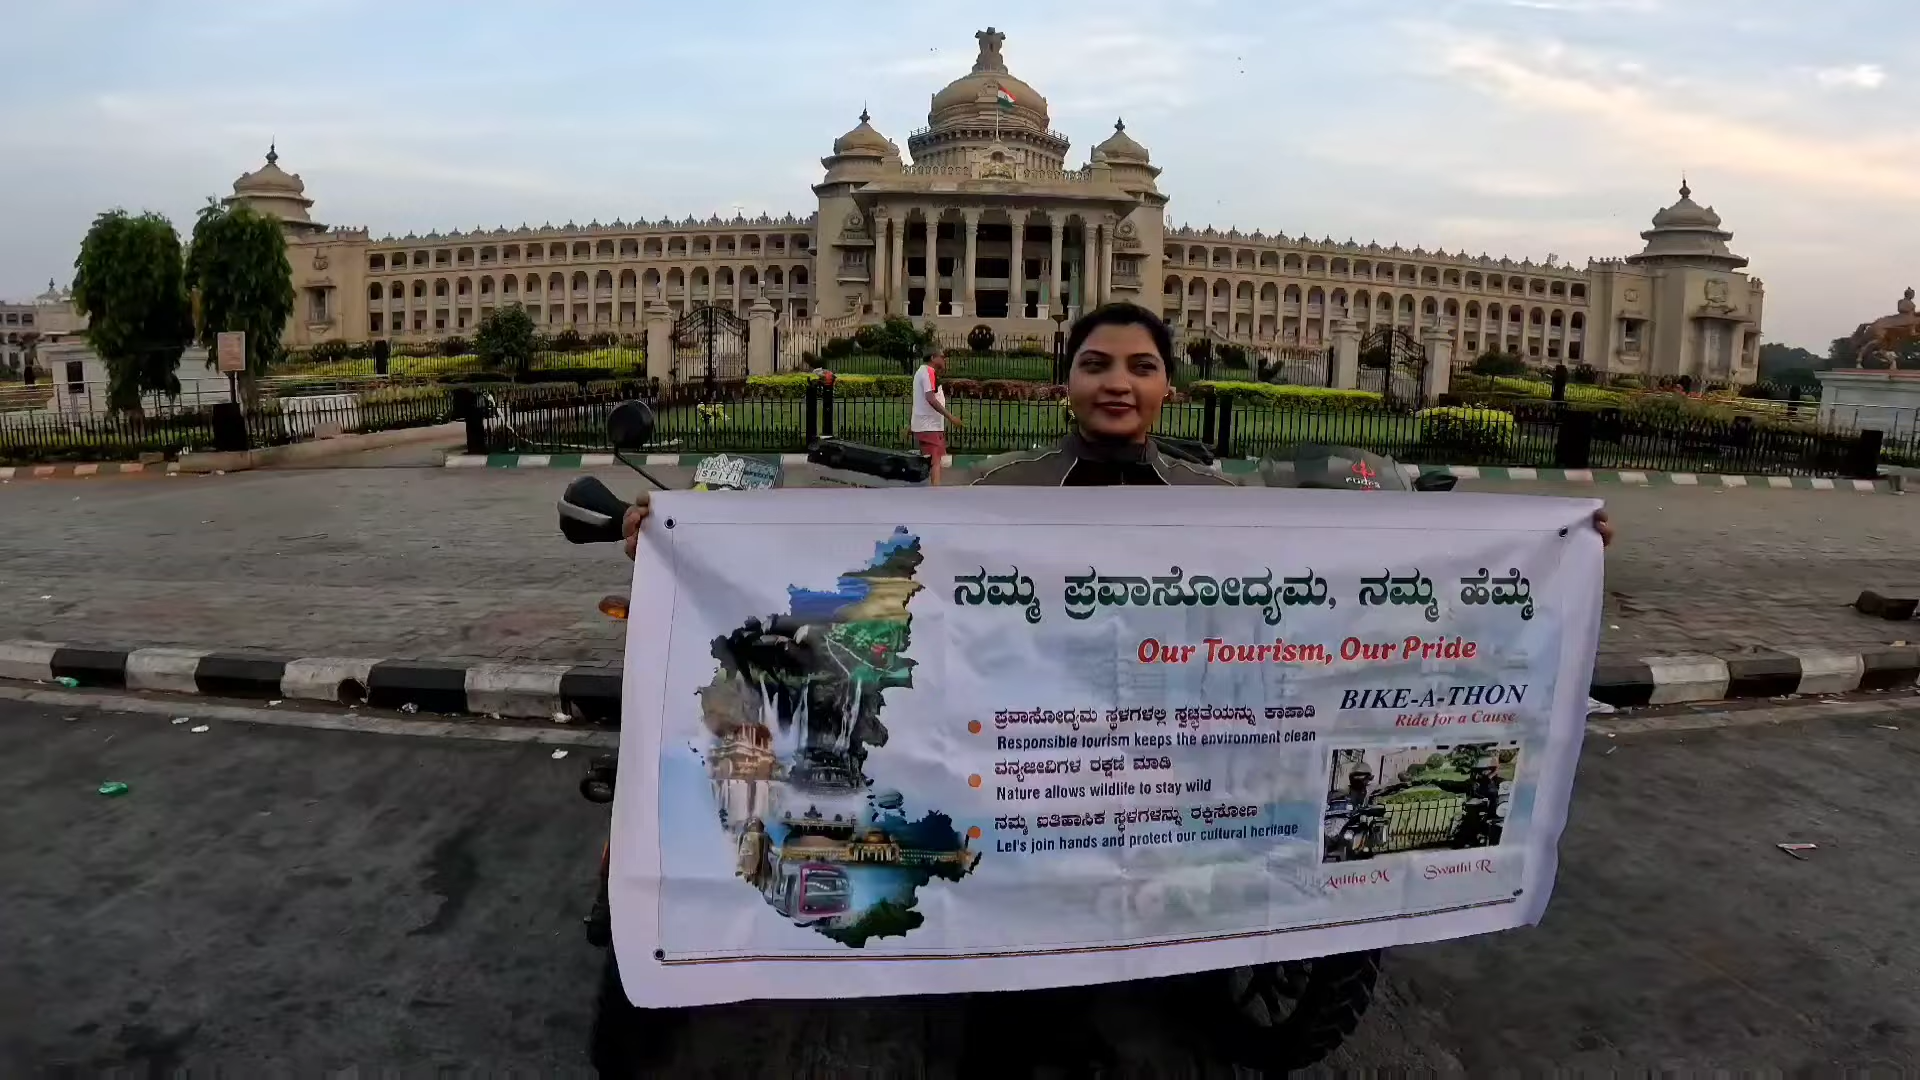 ನಮ್ಮ ಪ್ರವಾಸೋದ್ಯಮ, ನಮ್ಮ ಹೆಮ್ಮೆ
Our Tourism, Our Pride
BIKE-A-THON
Ride for a Cause
ಪ್ರವಾಸೋದ್ಯಮ ಸ್ಥಳಗಳಲ್ಲಿ ಸ್ವಚ್ಛತೆಯನ್ನು ಕಾಪಾಡಿ
Responsible tourism keeps the environment clean
ವನ್ಯಜೀವಿಗಳ ರಕ್ಷಣೆ ಮಾಡಿ
Nature allows wildlife to stay wild
ನಮ್ಮ ಐತಿಹಾಸಿಕ ಸ್ಥಳಗಳನ್ನು ರಕ್ಷಿಸೋಣ
Let's join hands and protect our cultural heritage
Anitha M
Swathi R